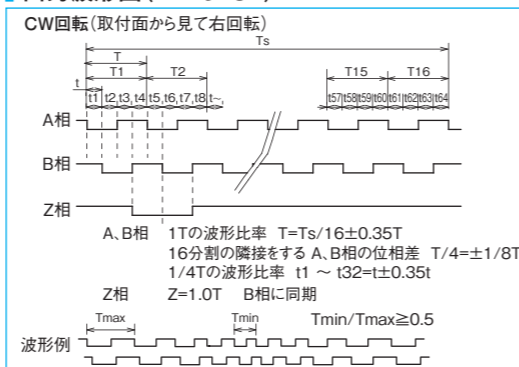 CW回転(取付面から見て右回転)
Ts
T
T1 T2 T15 T16
t
t1 t2,t3,t4 t5,t6,t7,t8 t~, t57 t58 t59 t60 t61 t62 t63 t64
A相
B相
Z相
A、B相 1Tの波形比率 T=Ts/16±0.35T
16分割の隣接をする A、B相の位相差 T/4=±1/8T
1/4Tの波形比率 t1 ～ t32=t±0.35t
Z相 Z=1.0T B相に同期
Tmax Tmin Tmin/Tmax≧0.5
波形例